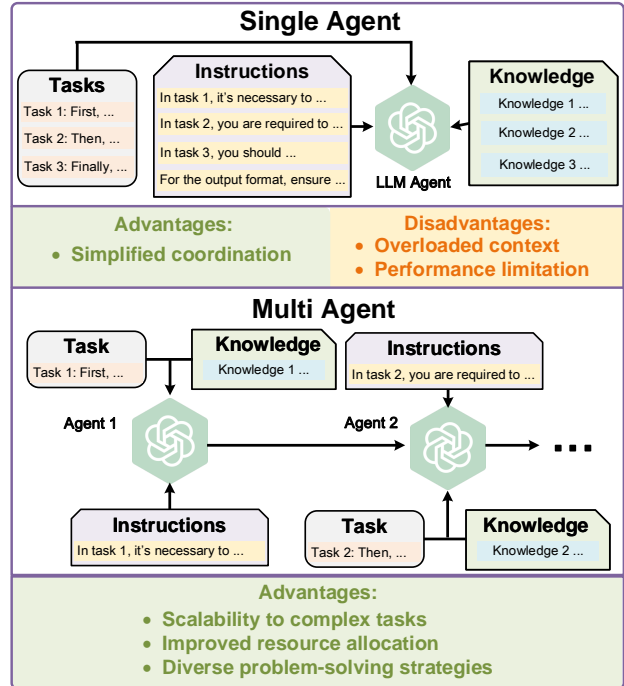 Single Agent
Tasks
Task 1: First, ...
Task 2: Then, ...
Task 3: Finally, ...
Instructions
In task 1, it's necessary to ...
In task 2, you are required to ...
In task 3, you should ...
For the output format, ensure ...
LLM Agent
Knowledge
Knowledge 1 ...
Knowledge 2 ...
Knowledge 3 ...
Advantages:
• Simplified coordination
Disadvantages:
• Overloaded context
• Performance limitation
Multi Agent
Task
Task 1: First, ...
Knowledge
Knowledge 1 ...
Instructions
In task 2, you are required to ...
Agent 1
Agent 2
...
Instructions
In task 1, it's necessary to ...
Task
Task 2: Then, ...
Knowledge
Knowledge 2 ...
Advantages:
• Scalability to complex tasks
• Improved resource allocation
• Diverse problem-solving strategies